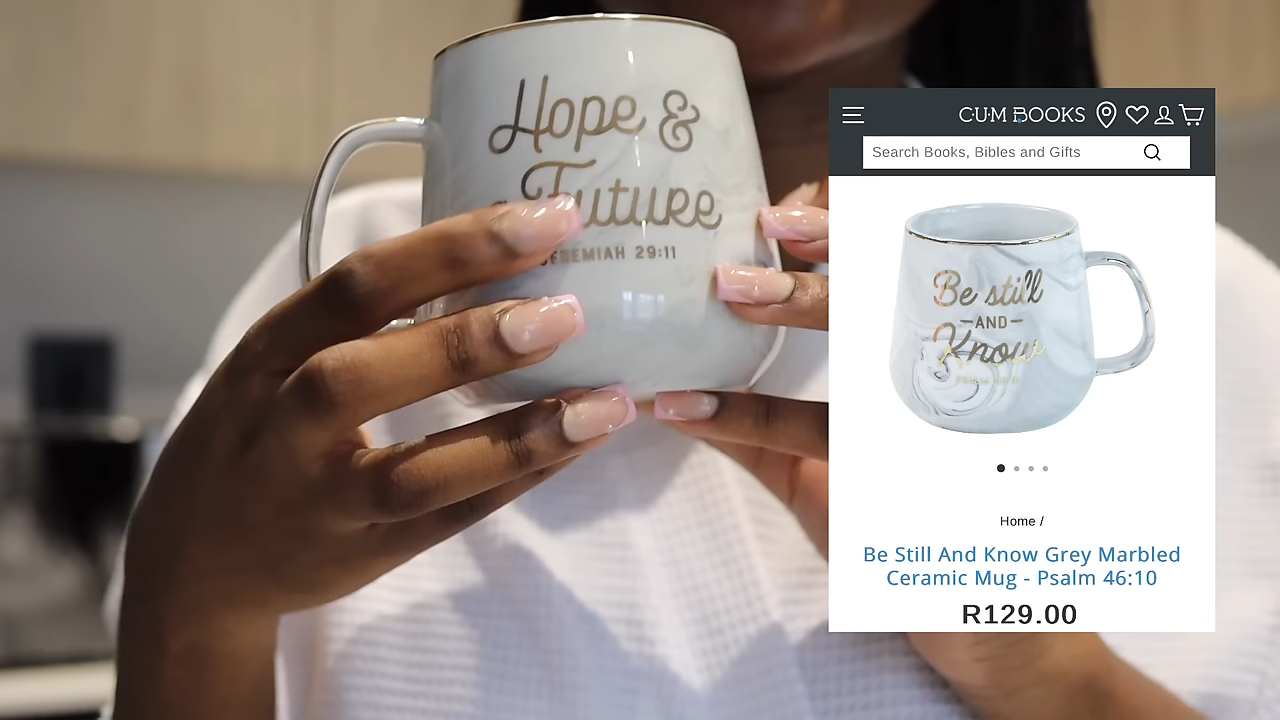 Hope &
a Future
JEREMIAH 29:11
CUM BOOKS
Search Books, Bibles and Gifts
Be still
—AND—
Know
Home /
Be Still And Know Grey Marbled
Ceramic Mug - Psalm 46:10
R129.00